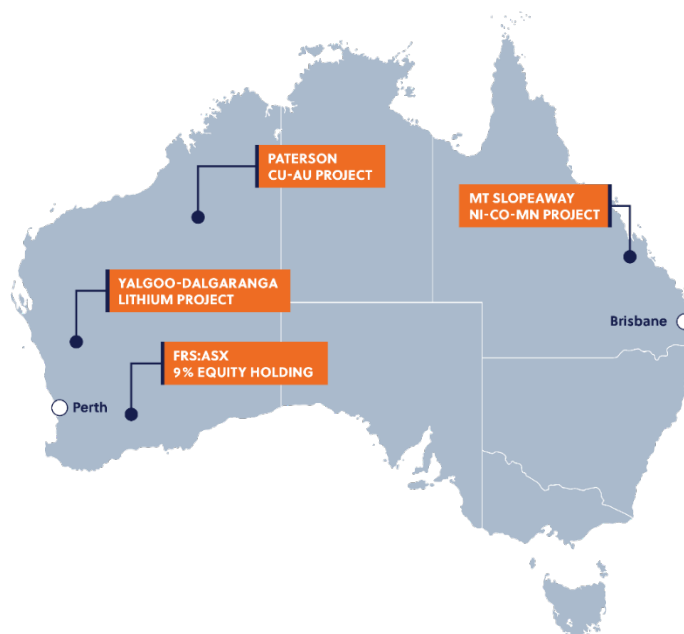 PATERSON
CU-AU PROJECT
MT SLOPEAWAY
NI-CO-MN PROJECT
YALGOO-DALGARANGA
LITHIUM PROJECT
Brisbane
FRS:ASX
9% EQUITY HOLDING
Perth